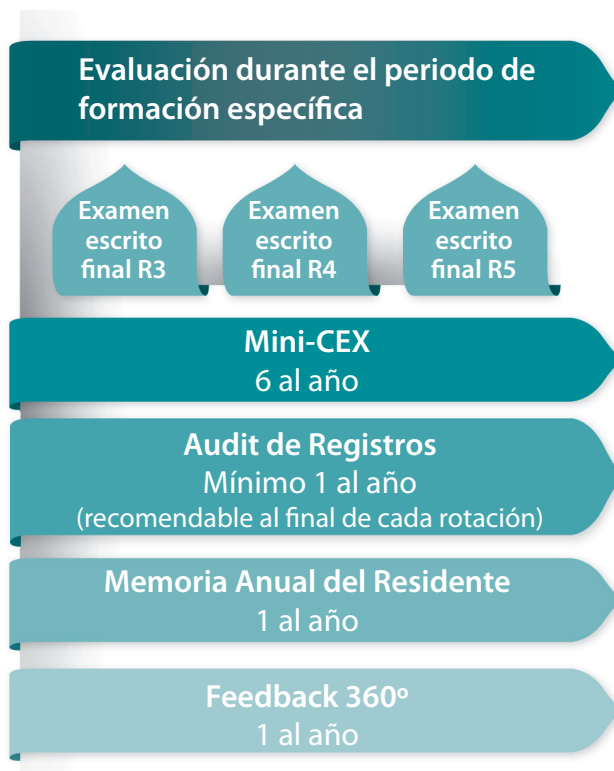 Evaluación durante el periodo de
formación específica
Examen
escrito
final R3
Examen
escrito
final R4
Examen
escrito
final R5
Mini-CEX
6 al año
Audit de Registros
Mínimo 1 al año
(recomendable al final de cada rotación)
Memoria Anual del Residente
1 al año
Feedback 360º
1 al año